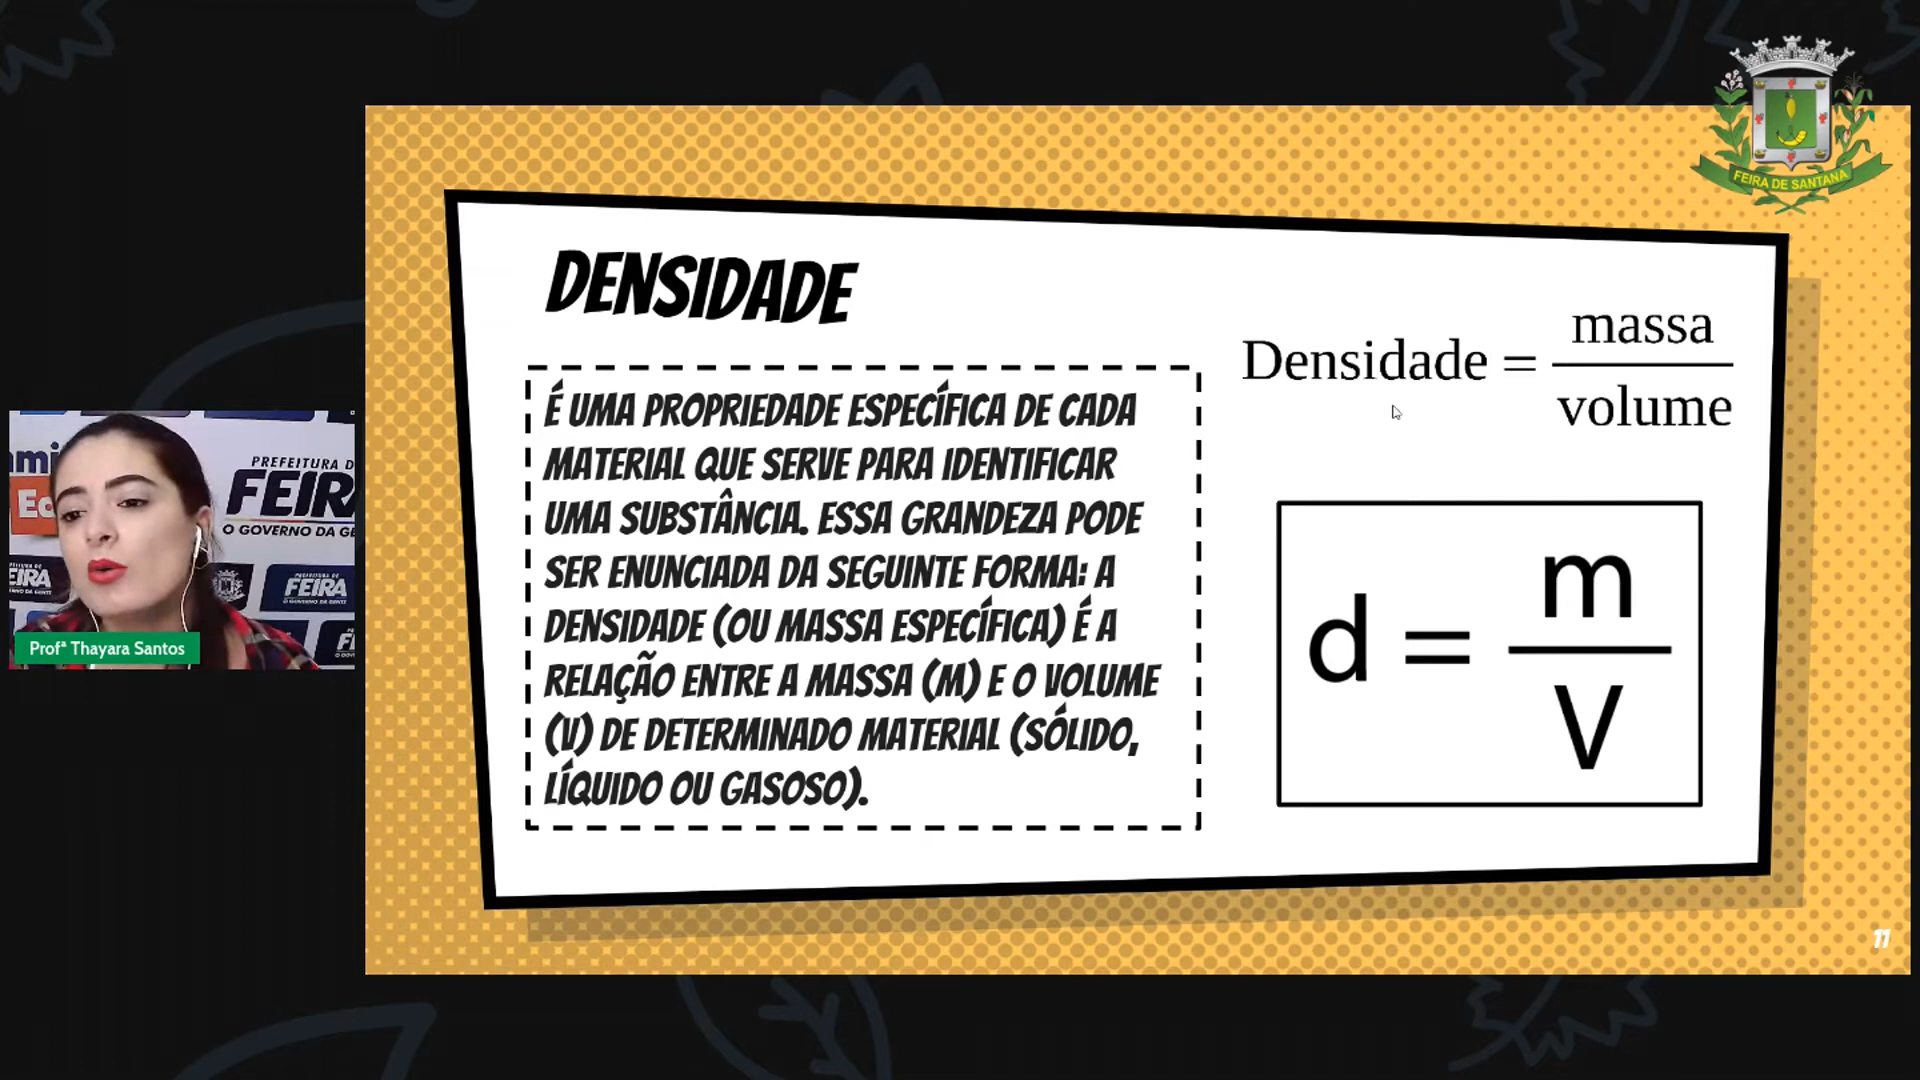 FEIRA DE SANTANA
DENSIDADE
É UMA PROPRIEDADE ESPECÍFICA DE CADA
MATERIAL QUE SERVE PARA IDENTIFICAR
UMA SUBSTÂNCIA. ESSA GRANDEZA PODE
SER ENUNCIADA DA SEGUINTE FORMA: A
DENSIDADE (OU MASSA ESPECÍFICA) É A
RELAÇÃO ENTRE A MASSA (M) E O VOLUME
(V) DE DETERMINADO MATERIAL (SÓLIDO,
LÍQUIDO OU GASOSO).
Densidade = massa
volume
d = m
V
PREFEITURA D
FEIRA
O GOVERNO DA GE
EIRA
FEIRA
Profª Thayara Santos
11